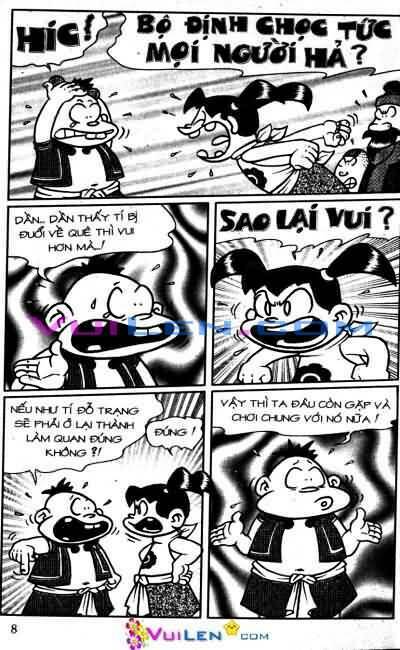 HÍC!
BỘ ĐỊNH CHỌC TỨC
MỌI NGƯỜI HẢ?
DẦN... DẦN THẤY TÍ BỊ
ĐUỔI VỀ QUÊ THÌ VUI
HƠN MÀ...!
SAO LẠI VUI?
VUILEN.COM
NẾU NHƯ TÍ ĐỖ TRẠNG
SẼ PHẢI Ở LẠI THÀNH
LÀM QUAN ĐÚNG
KHÔNG?!
ĐÚNG!
VẬY THÌ TA ĐÂU CÒN GẶP VÀ
CHƠI CHUNG VỚI NÓ NỮA!
8
VUILEN.COM